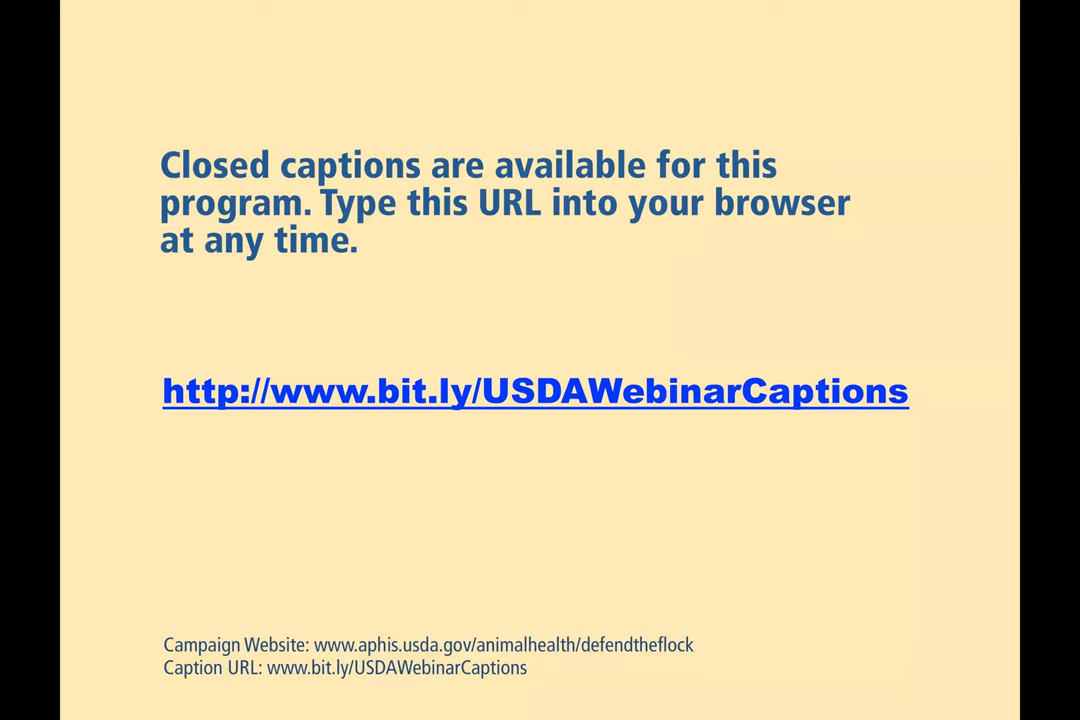 Closed captions are available for this
program. Type this URL into your browser
at any time.
http://www.bit.ly/USDAWebinarCaptions
Campaign Website: www.aphis.usda.gov/animalhealth/defendtheflock
Caption URL: www.bit.ly/USDAWebinarCaptions